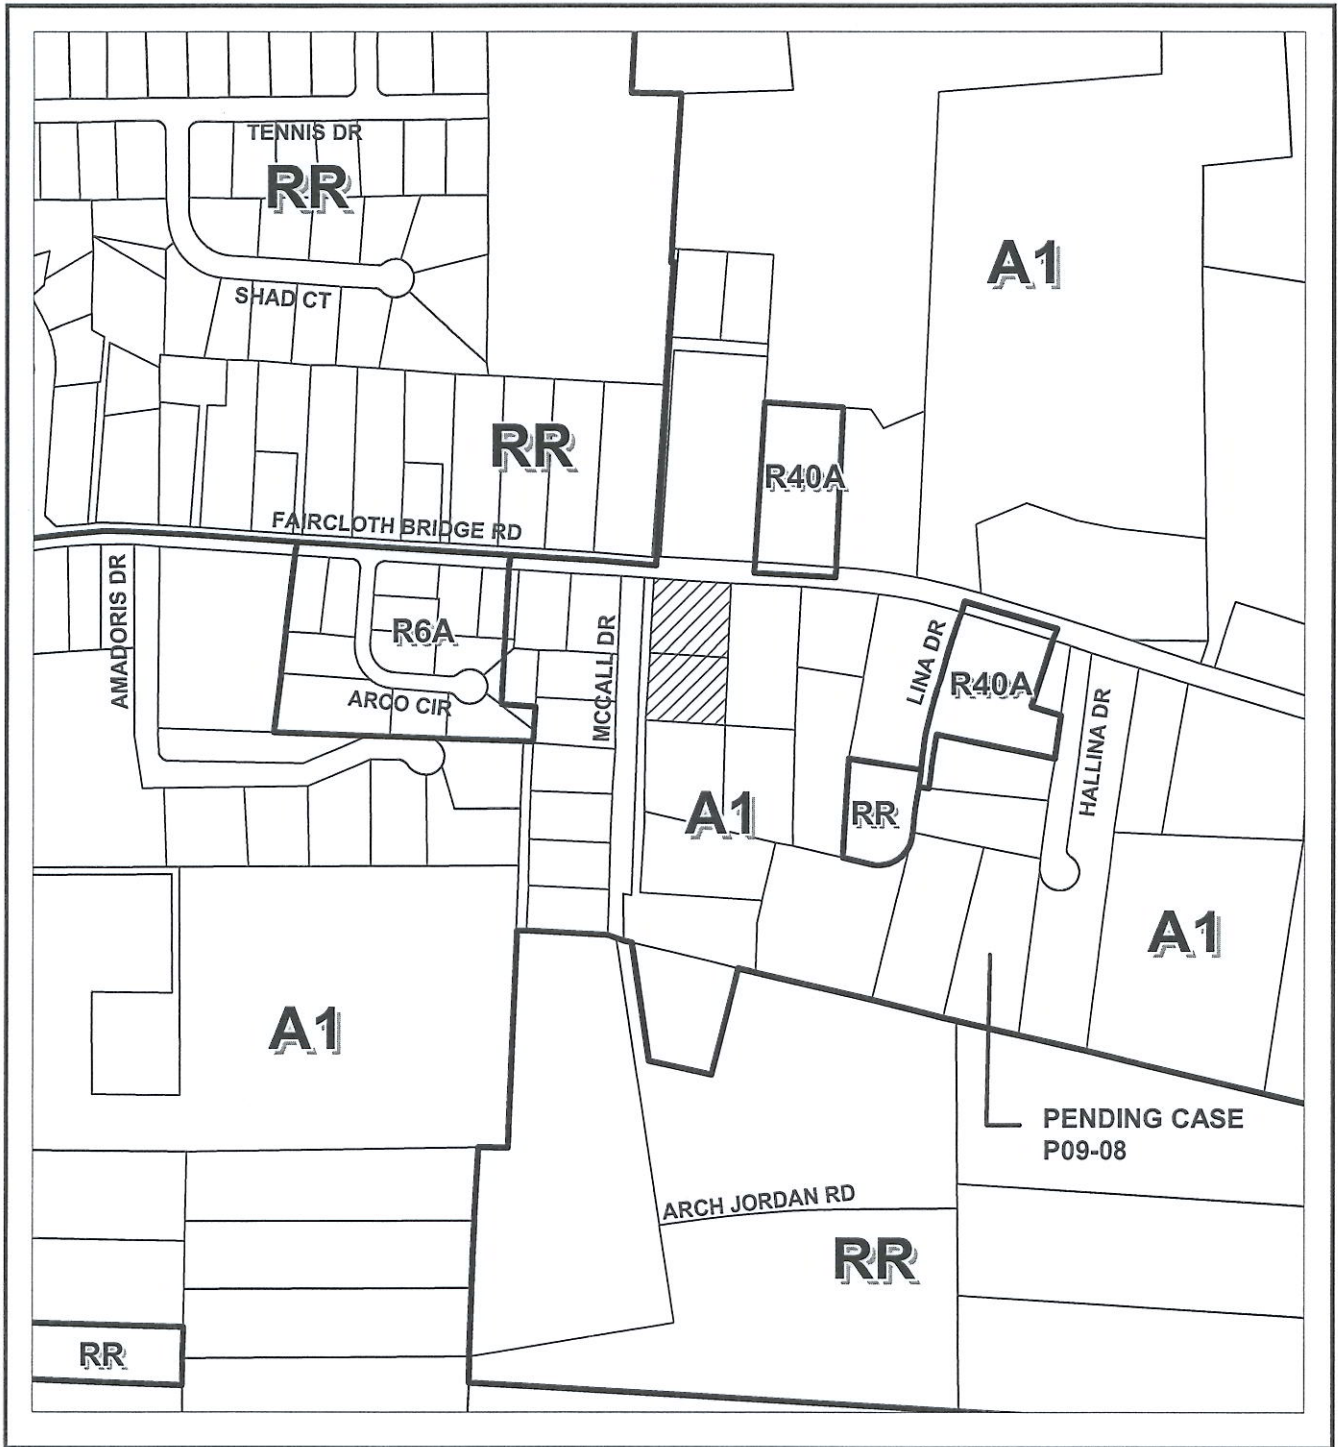 TENNIS DR
RR
A1
SHAD CT
RR
R40A
FAIRCLOTH BRIDGE RD
AMADORIS DR
R6A
MCCALL DR
LINA DR
R40A
ARCO CIR
HALLINA DR
A1
RR
A1
A1
PENDING CASE
P09-08
ARCH JORDAN RD
RR
RR